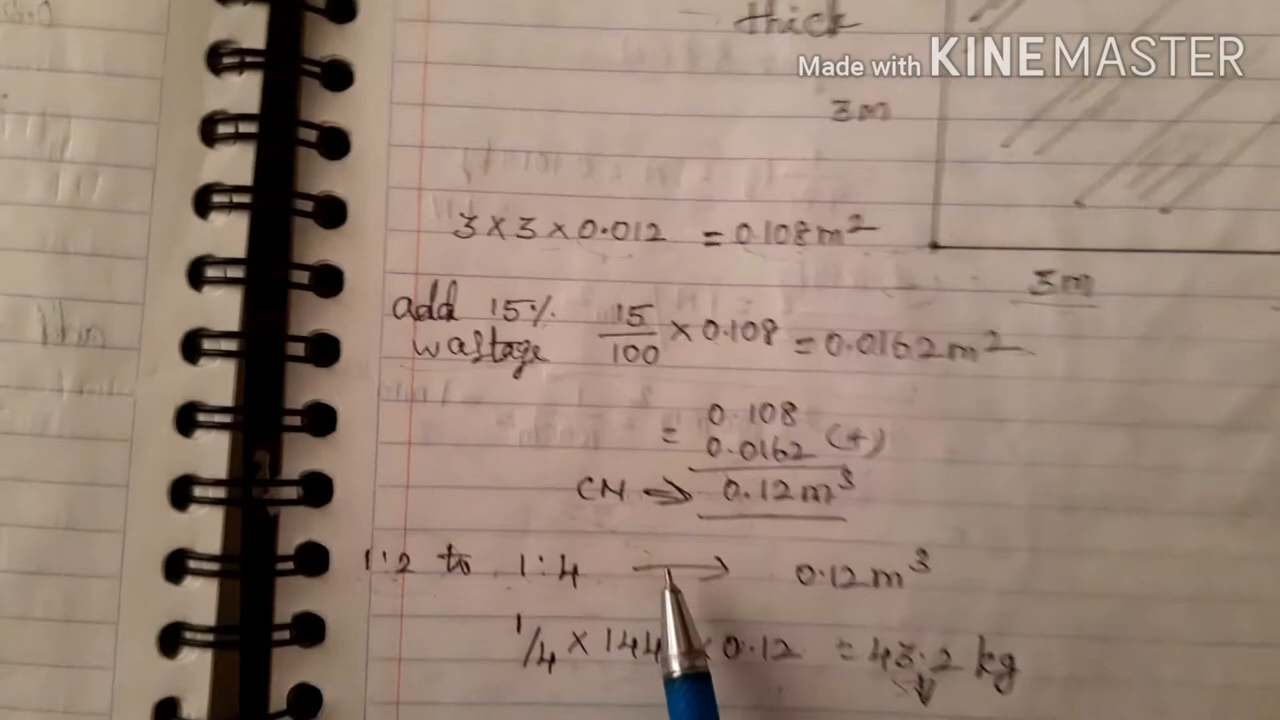 thick
Made with KINEMASTER
3m
3 x 3 x 0.012 = 0.108 m²
3m
add 15% wastage 15/100 x 0.108 = 0.0162 m²
= 0.108
0.0162 (+)
CM → 0.12 m³
1:2 to 1:4 → 0.12 m³
1/4 x 144 x 0.12 = 43.2 kg